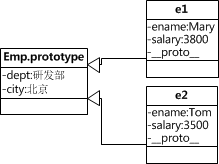 e1
-ename:Mary
-salary:3800
-__proto__
Emp.prototype
-dept:研发部
-city:北京
e2
-ename:Tom
-salary:3500
-__proto__